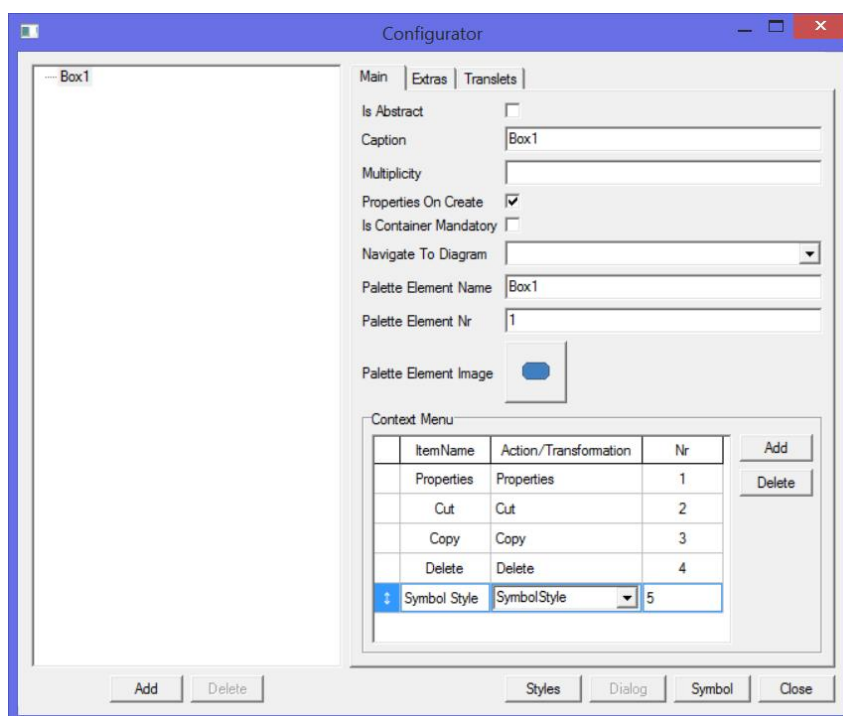 Configurator
Box1
Main Extras Translets
Is Abstract
Caption Box1
Multiplicity
Properties On Create
Is Container Mandatory
Navigate To Diagram
Palette Element Name Box1
Palette Element Nr 1
Palette Element Image
Context Menu
ItemName Action/Transformation Nr Add
Properties Properties 1 Delete
Cut Cut 2
Copy Copy 3
Delete Delete 4
Symbol Style SymbolStyle 5
Add Delete Styles Dialog Symbol Close